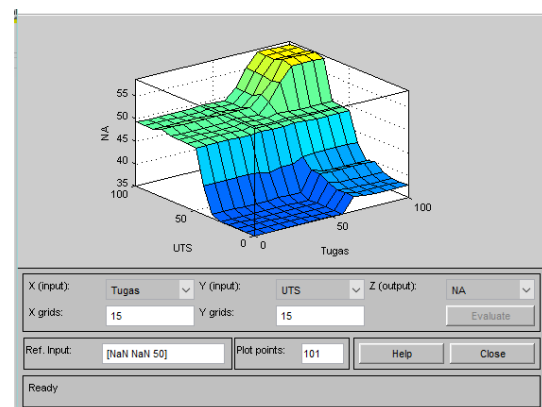 55
50
NA
45
40
35
100
100
50
50
UTS
0
0
Tugas
X (input):
Tugas
Y (input):
UTS
Z (output):
NA
X grids:
15
Y grids:
15
Evaluate
Ref. Input:
[NaN NaN 50]
Plot points:
101
Help
Close
Ready